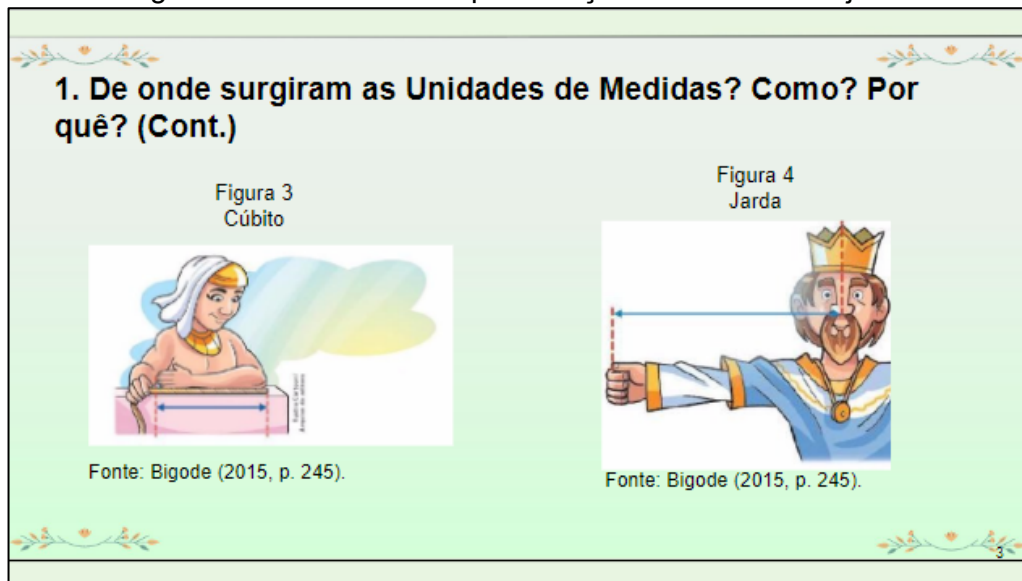 1. De onde surgiram as Unidades de Medidas? Como? Por
quê? (Cont.)
Figura 3
Cúbito
Fonte: Bigode (2015, p. 245).
Figura 4
Jarda
Fonte: Bigode (2015, p. 245).
3